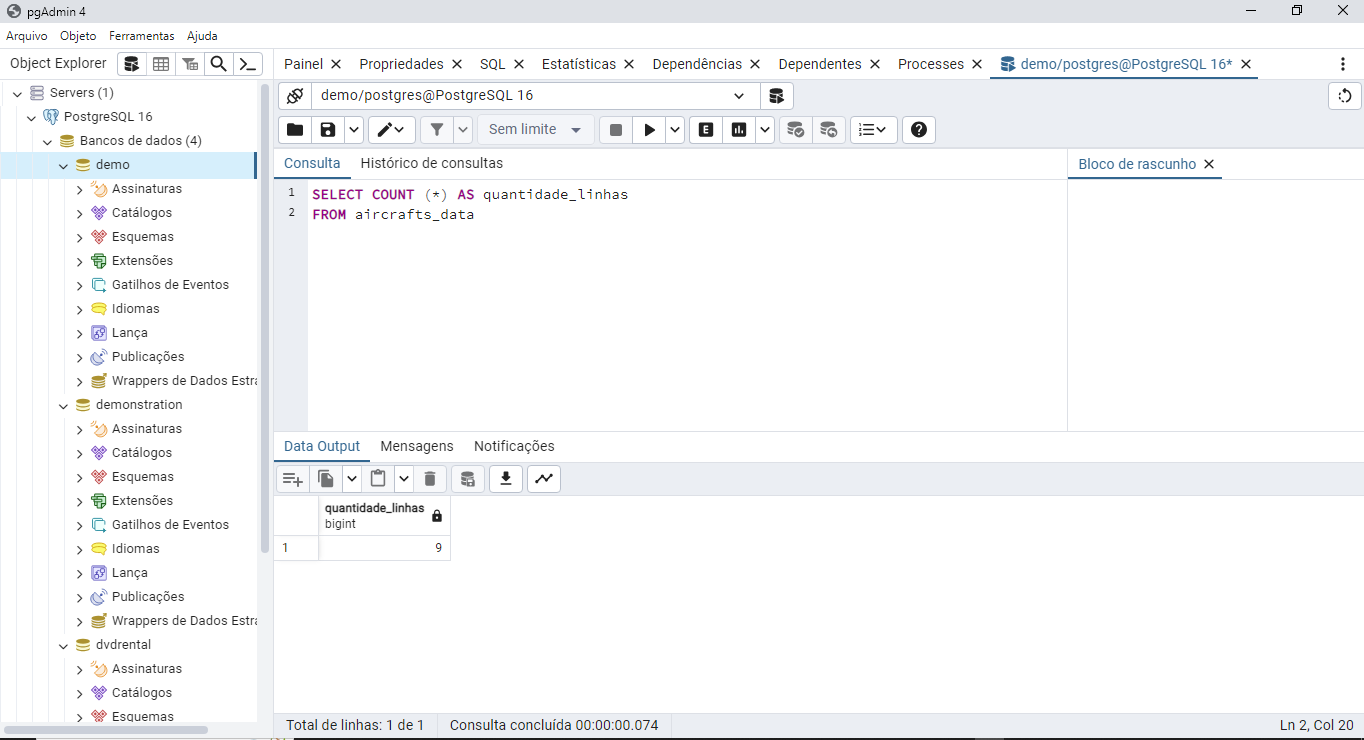 pgAdmin 4
Arquivo Objeto Ferramentas Ajuda
Object Explorer
Painel Propriedades SQL Estatísticas Dependências Dependentes Processes demo/postgres@PostgreSQL 16*
Servers (1)
PostgreSQL 16
Bancos de dados (4)
demo
Assinaturas
Catálogos
Esquemas
Extensões
Gatilhos de Eventos
Idiomas
Lança
Publicações
Wrappers de Dados Estra
demonstration
Assinaturas
Catálogos
Esquemas
Extensões
Gatilhos de Eventos
Idiomas
Lança
Publicações
Wrappers de Dados Estra
dvdrental
Assinaturas
Catálogos
Esquemas
demo/postgres@PostgreSQL 16
Sem limite
E
Consulta Histórico de consultas
Bloco de rascunho
1 SELECT COUNT (*) AS quantidade_linhas
2 FROM aircrafts_data
Data Output Mensagens Notificações
quantidade_linhas
bigint
1 9
Total de linhas: 1 de 1 Consulta concluída 00:00:00.074 Ln 2, Col 20